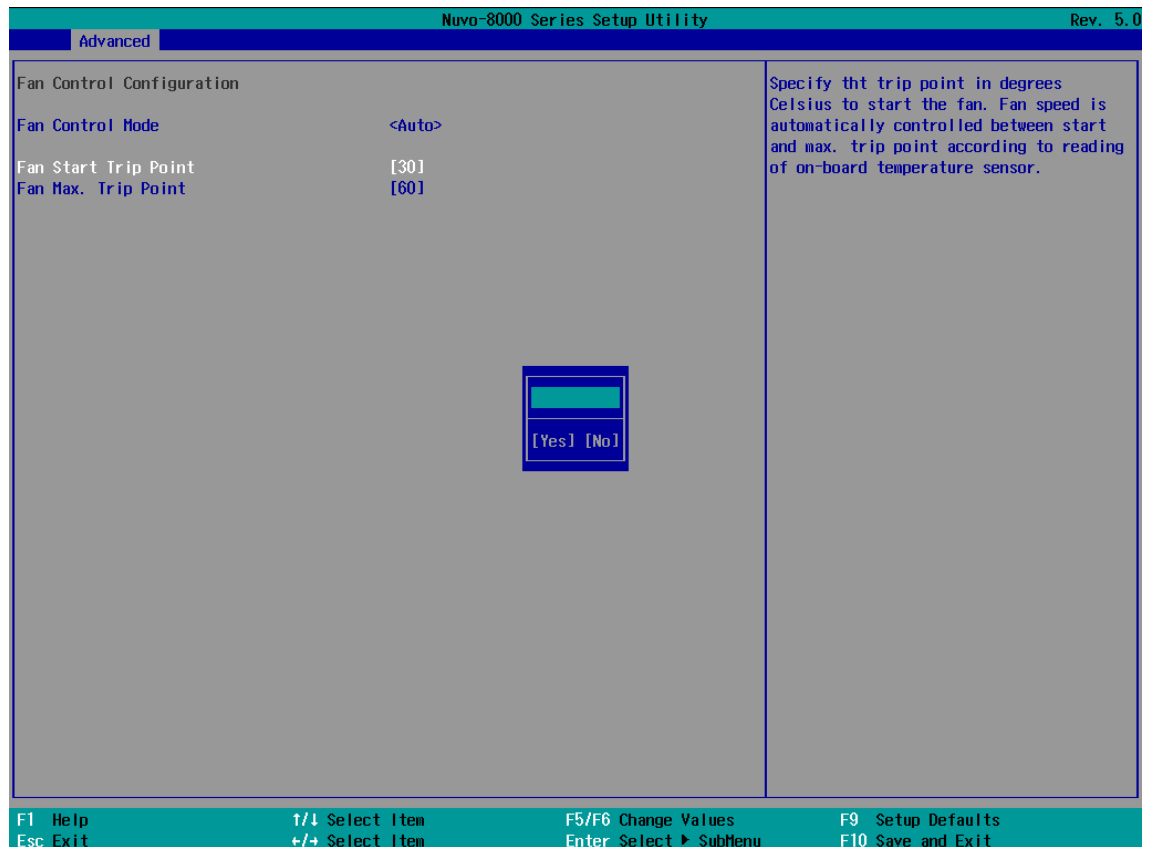 Nuvo-8000 Series Setup Utility Rev. 5.0
Advanced
Fan Control Configuration
Fan Control Mode <Auto>
Fan Start Trip Point [30]
Fan Max. Trip Point [60]
Specify tht trip point in degrees
Celsius to start the fan. Fan speed is
automatically controlled between start
and max. trip point according to reading
of on-board temperature sensor.
[Yes] [No]
F1 Help ↑/↓ Select Item F5/F6 Change Values F9 Setup Defaults
Esc Exit ←/→ Select Item Enter Select ▶ SubMenu F10 Save and Exit